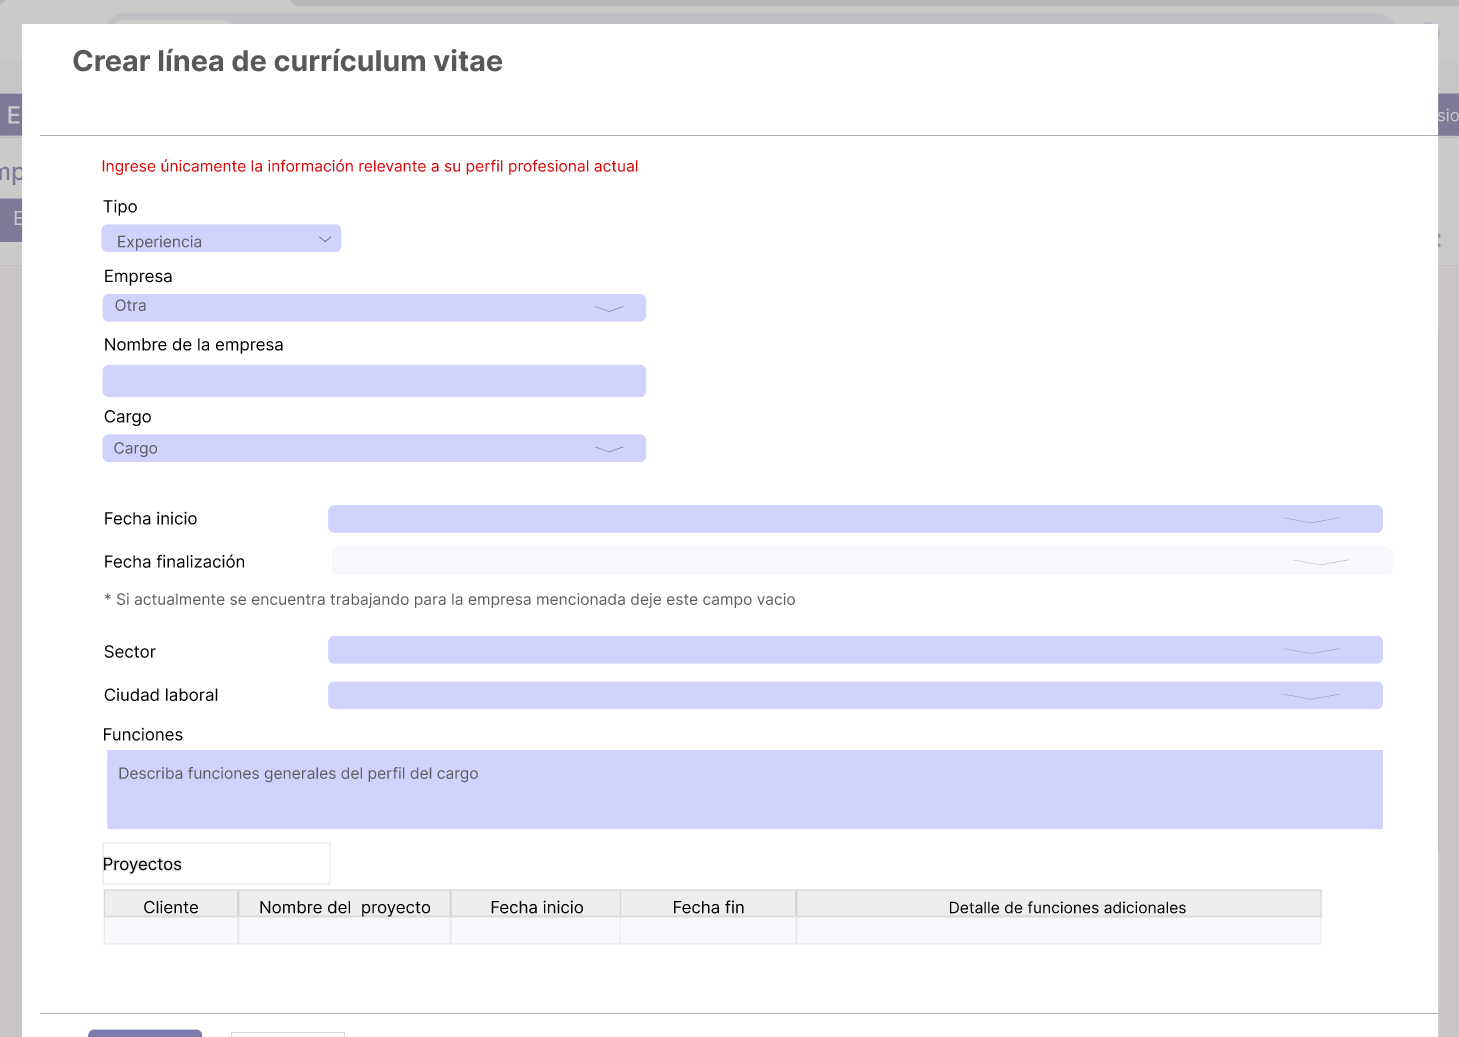 Crear línea de currículum vitae
Ingrese únicamente la información relevante a su perfil profesional actual
Tipo
Experiencia
Empresa
Otra
Nombre de la empresa
Cargo
Cargo
Fecha inicio
Fecha finalización
* Si actualmente se encuentra trabajando para la empresa mencionada deje este campo vacio
Sector
Ciudad laboral
Funciones
Describa funciones generales del perfil del cargo
Proyectos
Cliente Nombre del proyecto Fecha inicio Fecha fin Detalle de funciones adicionales